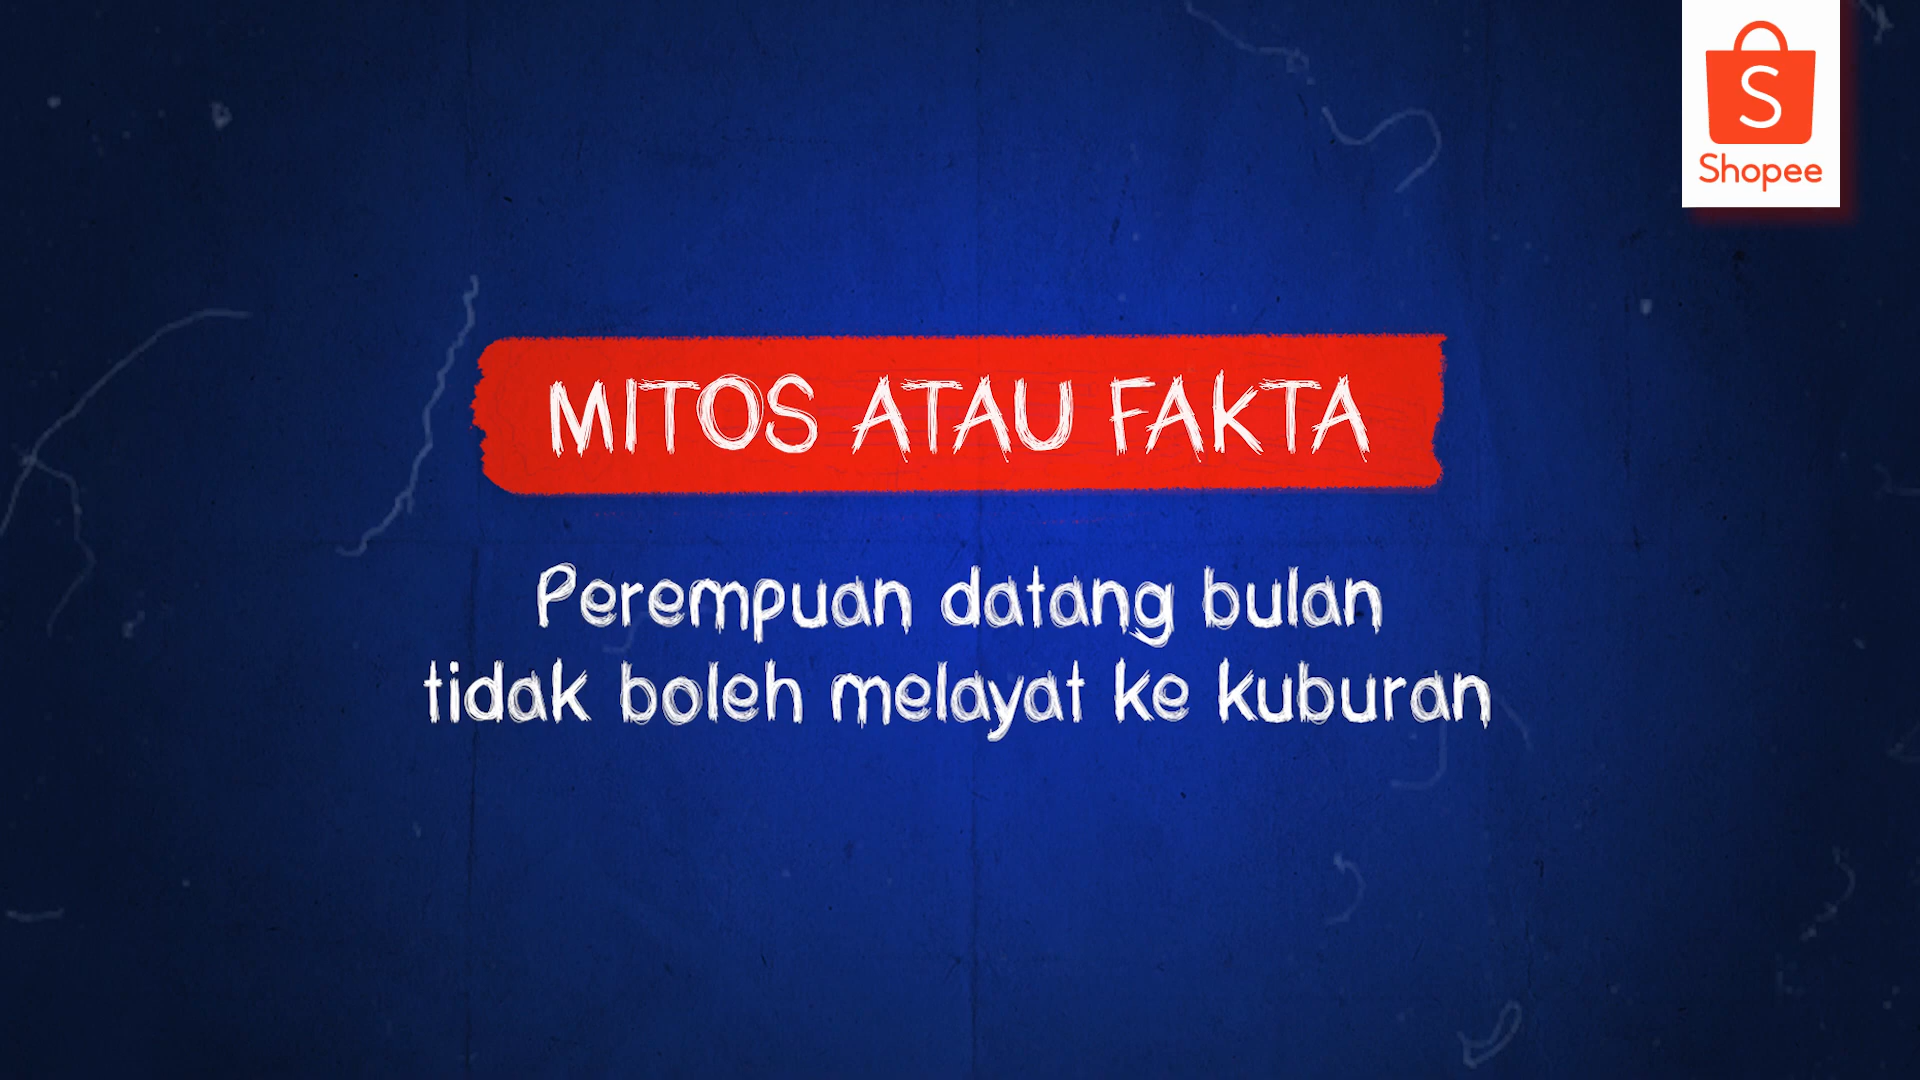 S
Shopee
MITOS ATAU FAKTA
Perempuan datang bulan
tidak boleh melayat ke kuburan